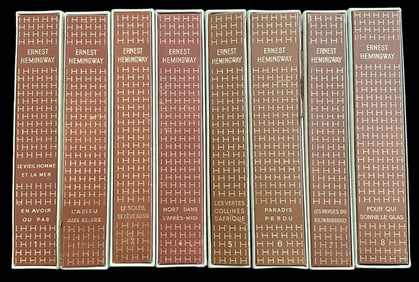 ERNEST
HEMINGWAY
LE VIEIL HOMME
ET LA MER
EN AVOIR
OU PAS
1
ERNEST
HEMINGWAY
L'ADIEU
AUX ARMES
2
ERNEST
HEMINGWAY
LE SOLEIL
SE LÈVE AUSSI
3
ERNEST
HEMINGWAY
MORT DANS
L'APRÈS-MIDI
4
ERNEST
HEMINGWAY
LES VERTES
COLLINES
D'AFRIQUE
5
ERNEST
HEMINGWAY
PARADIS
PERDU
6
ERNEST
HEMINGWAY
LES NEIGES DU
KILIMANDJARO
7
ERNEST
HEMINGWAY
POUR QUI
SONNE LE GLAS
8